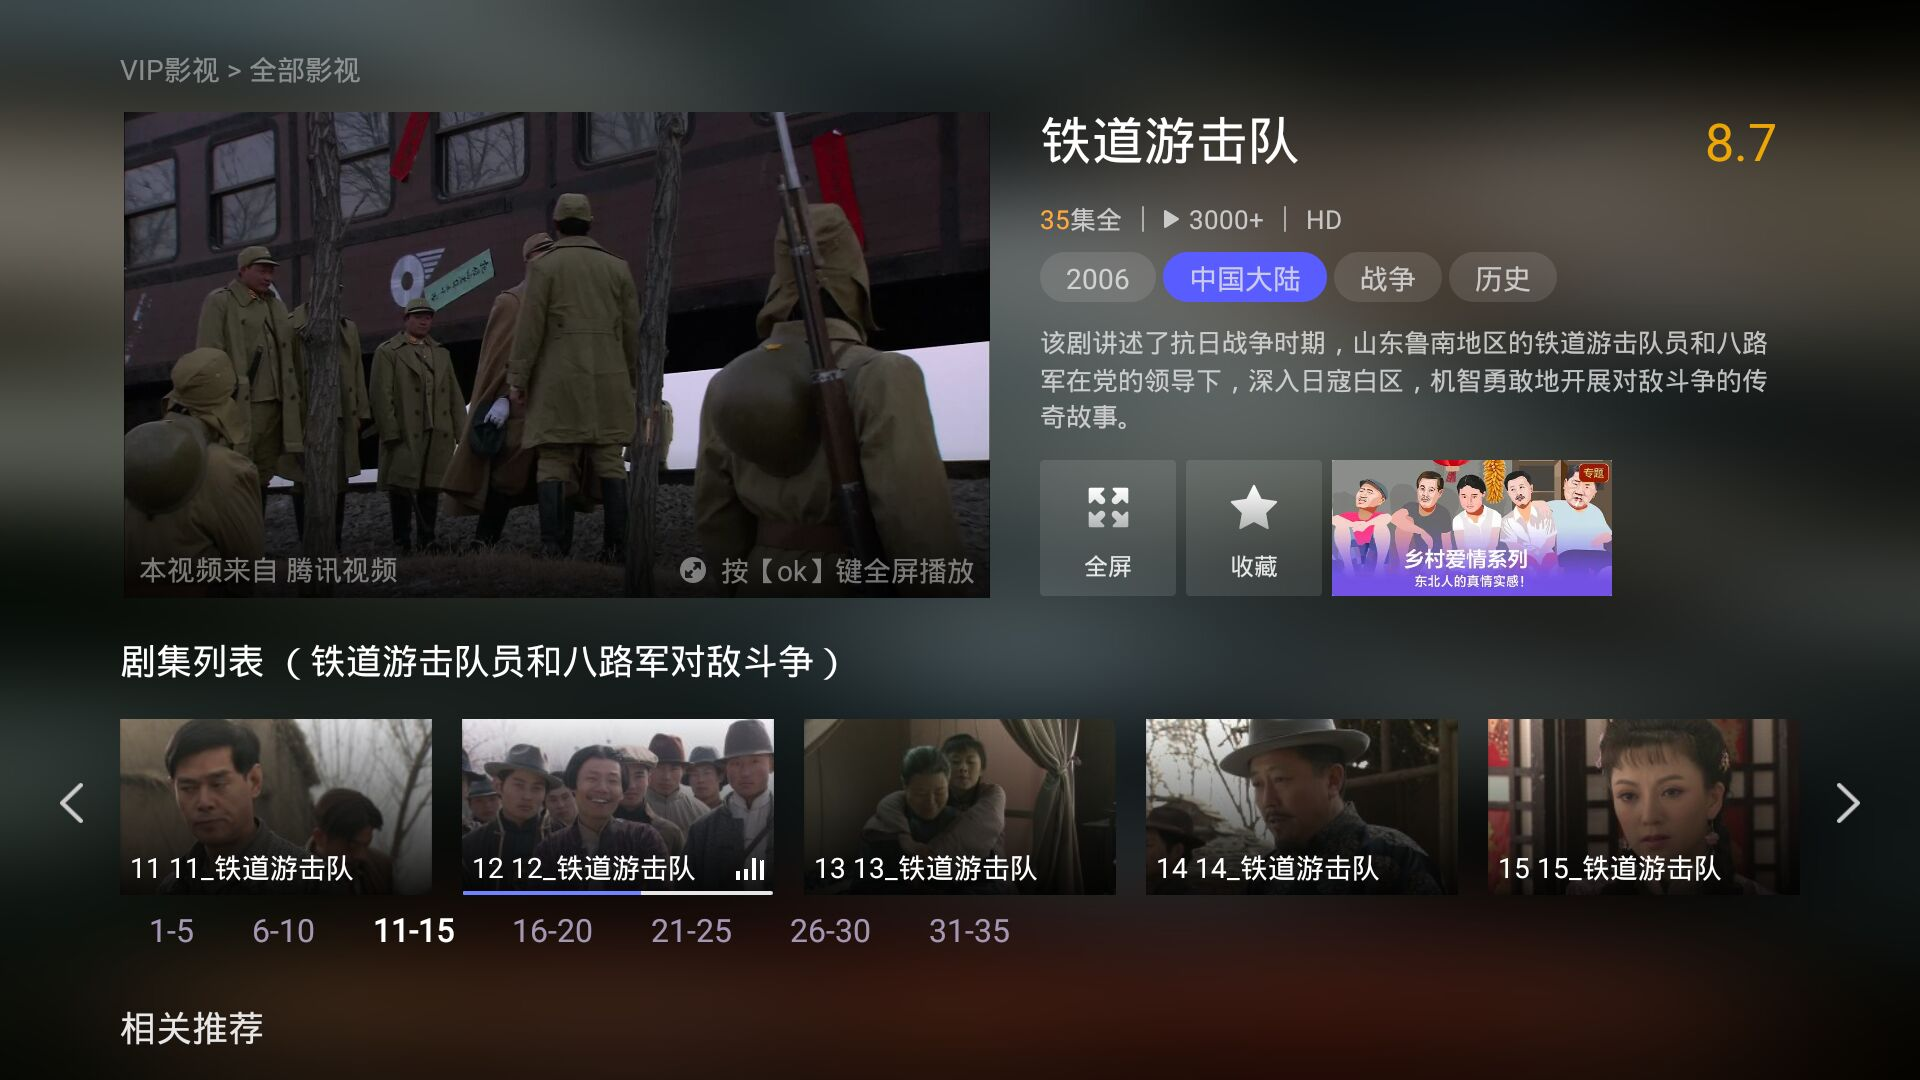 VIP影视 > 全部影视
铁道游击队
8.7
35集全 | 3000+ | HD
2006 中国大陆 战争 历史
该剧讲述了抗日战争时期，山东鲁南地区的铁道游击队员和八路
军在党的领导下，深入日寇白区，机智勇敢地开展对敌斗争的传
奇故事。
本视频来自 腾讯视频
按【ok】键全屏播放
全屏
收藏
专题
乡村爱情系列
东北人的真情实感！
剧集列表 （铁道游击队员和八路军对敌斗争）
11 11_铁道游击队
12 12_铁道游击队
13 13_铁道游击队
14 14_铁道游击队
15 15_铁道游击队
1-5 6-10 11-15 16-20 21-25 26-30 31-35
相关推荐